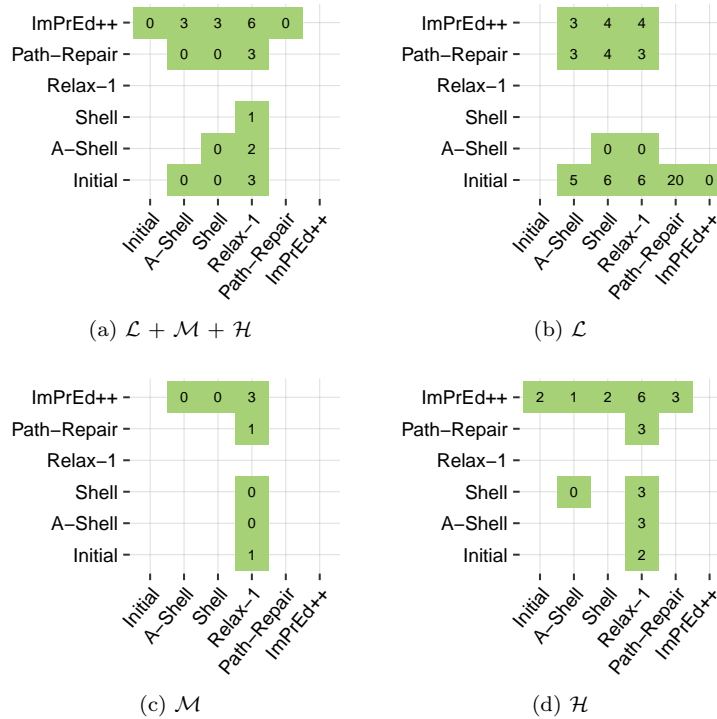 ImPrEd++ 0 3 3 6 0
Path-Repair 0 0 3
Relax-1
Shell 1
A-Shell 0 2
Initial 0 0 3
Initial A-Shell Shell Relax-1 Path-Repair ImPrEd++
(a) ℒ + ℳ + ℋ
ImPrEd++ 3 4 4
Path-Repair 3 4 3
Relax-1
Shell
A-Shell 0 0
Initial 5 6 6 20 0
Initial A-Shell Shell Relax-1 Path-Repair ImPrEd++
(b) ℒ
ImPrEd++ 0 0 3
Path-Repair 1
Relax-1
Shell 0
A-Shell 0
Initial 1
Initial A-Shell Shell Relax-1 Path-Repair ImPrEd++
(c) ℳ
ImPrEd++ 2 1 2 6 3
Path-Repair 3
Relax-1
Shell 0 3
A-Shell 3
Initial 2
Initial A-Shell Shell Relax-1 Path-Repair ImPrEd++
(d) ℋ